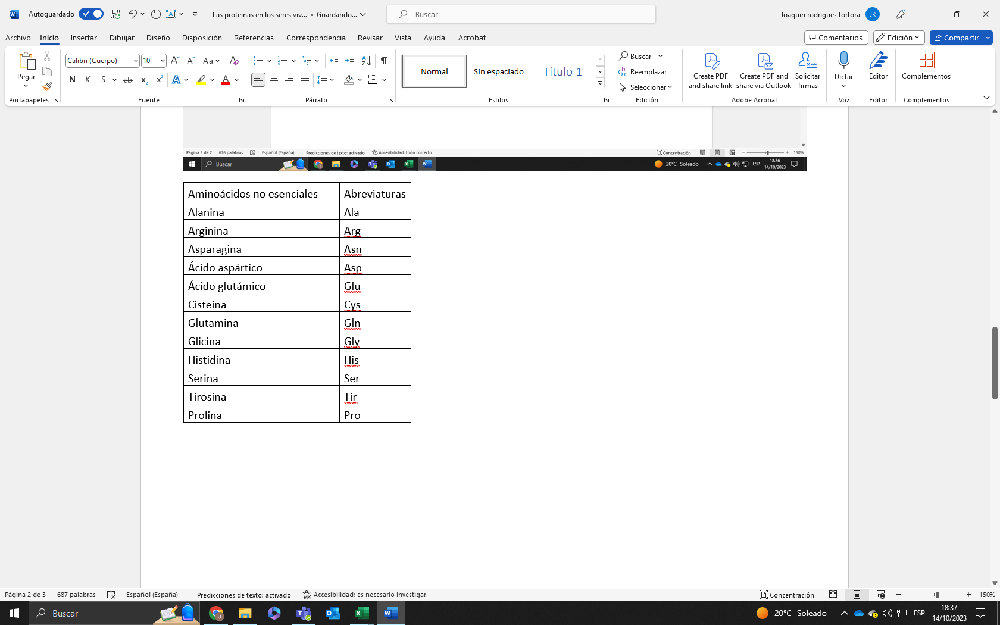 Autoguardado
Las proteinas en los seres viv... • Guardando...
Buscar
Joaquin rodriguez tortora JR
Archivo Inicio Insertar Dibujar Diseño Disposición Referencias Correspondencia Revisar Vista Ayuda Acrobat
Comentarios Edición Compartir
Pegar
Portapapeles
Calibri (Cuerpo) 10
N K S ab
Fuente
Párrafo
Normal Sin espaciado Título 1
Estilos
Buscar
Reemplazar
Seleccionar
Edición
Create PDF and share link
Create PDF and share via Outlook
Solicitar firmas
Adobe Acrobat
Dictar
Voz
Editor
Editor
Complementos
Complementos
Página 2 de 2 676 palabras Español (España) Predicciones de texto: activado Accesibilidad: todo correcto Concentración 150%
Buscar 20°C Soleado ESP 18:36
14/10/2023
Aminoácidos no esenciales Abreviaturas
Alanina Ala
Arginina Arg
Asparagina Asn
Ácido aspártico Asp
Ácido glutámico Glu
Cisteína Cys
Glutamina Gln
Glicina Gly
Histidina His
Serina Ser
Tirosina Tir
Prolina Pro
Página 2 de 3 687 palabras Español (España) Predicciones de texto: activado Accesibilidad: es necesario investigar Concentración 150%
Buscar 20°C Soleado ESP 18:37
14/10/2023